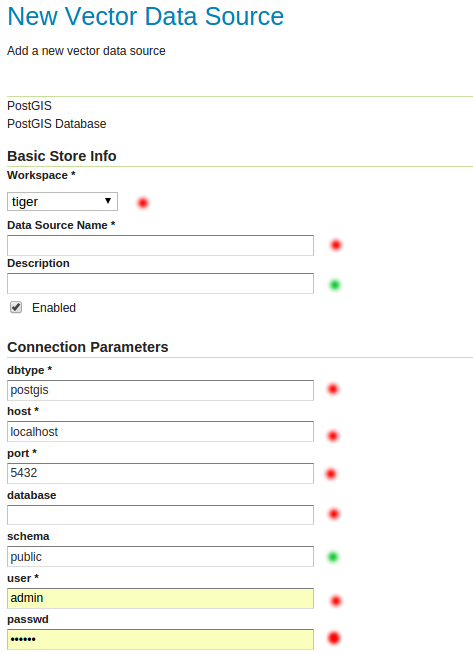 New Vector Data Source
Add a new vector data source
PostGIS
PostGIS Database
Basic Store Info
Workspace *
tiger
Data Source Name *
Description
Enabled
Connection Parameters
dbtype *
postgis
host *
localhost
port *
5432
database
schema
public
user *
admin
passwd
••••••